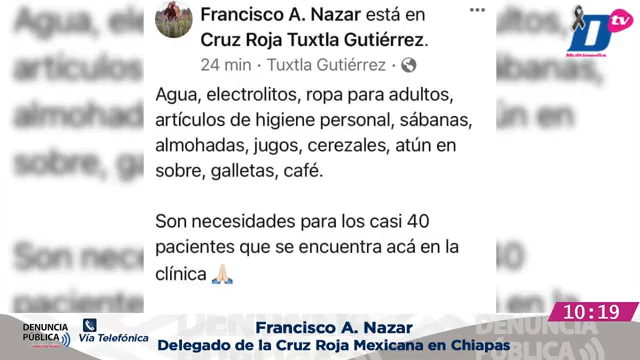 Francisco A. Nazar está en
Cruz Roja Tuxtla Gutiérrez.
24 min · Tuxtla Gutiérrez ·
Agua, electrolitos, ropa para adultos,
artículos de higiene personal, sábanas,
almohadas, jugos, cereales, atún en
sobre, galletas, café.
Son necesidades para los casi 40
pacientes que se encuentra acá en la
clínica 🙏🏻
D tv
Multimedios
10:19
DENUNCIA
PÚBLICA
Vía Telefónica
Francisco A. Nazar
Delegado de la Cruz Roja Mexicana en Chiapas